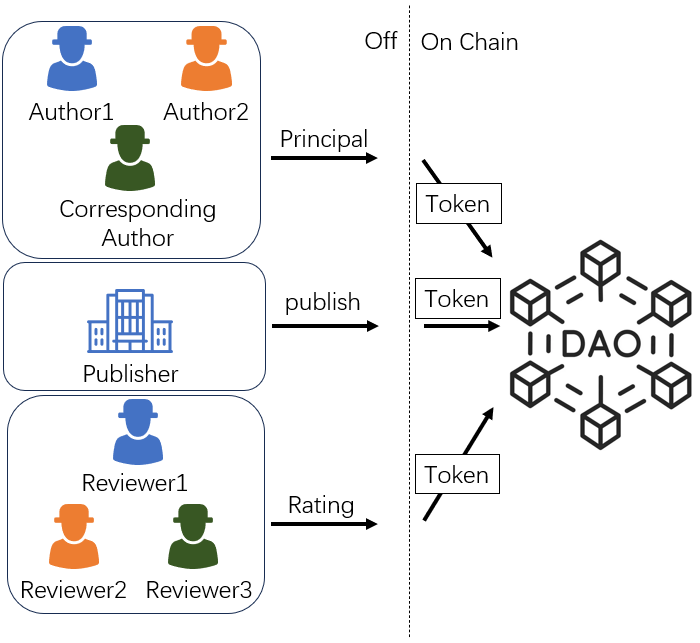 Off
On Chain
Author1
Author2
Principal
Corresponding
Author
Token
publish
Token
DAO
Publisher
Reviewer1
Token
Rating
Reviewer2
Reviewer3